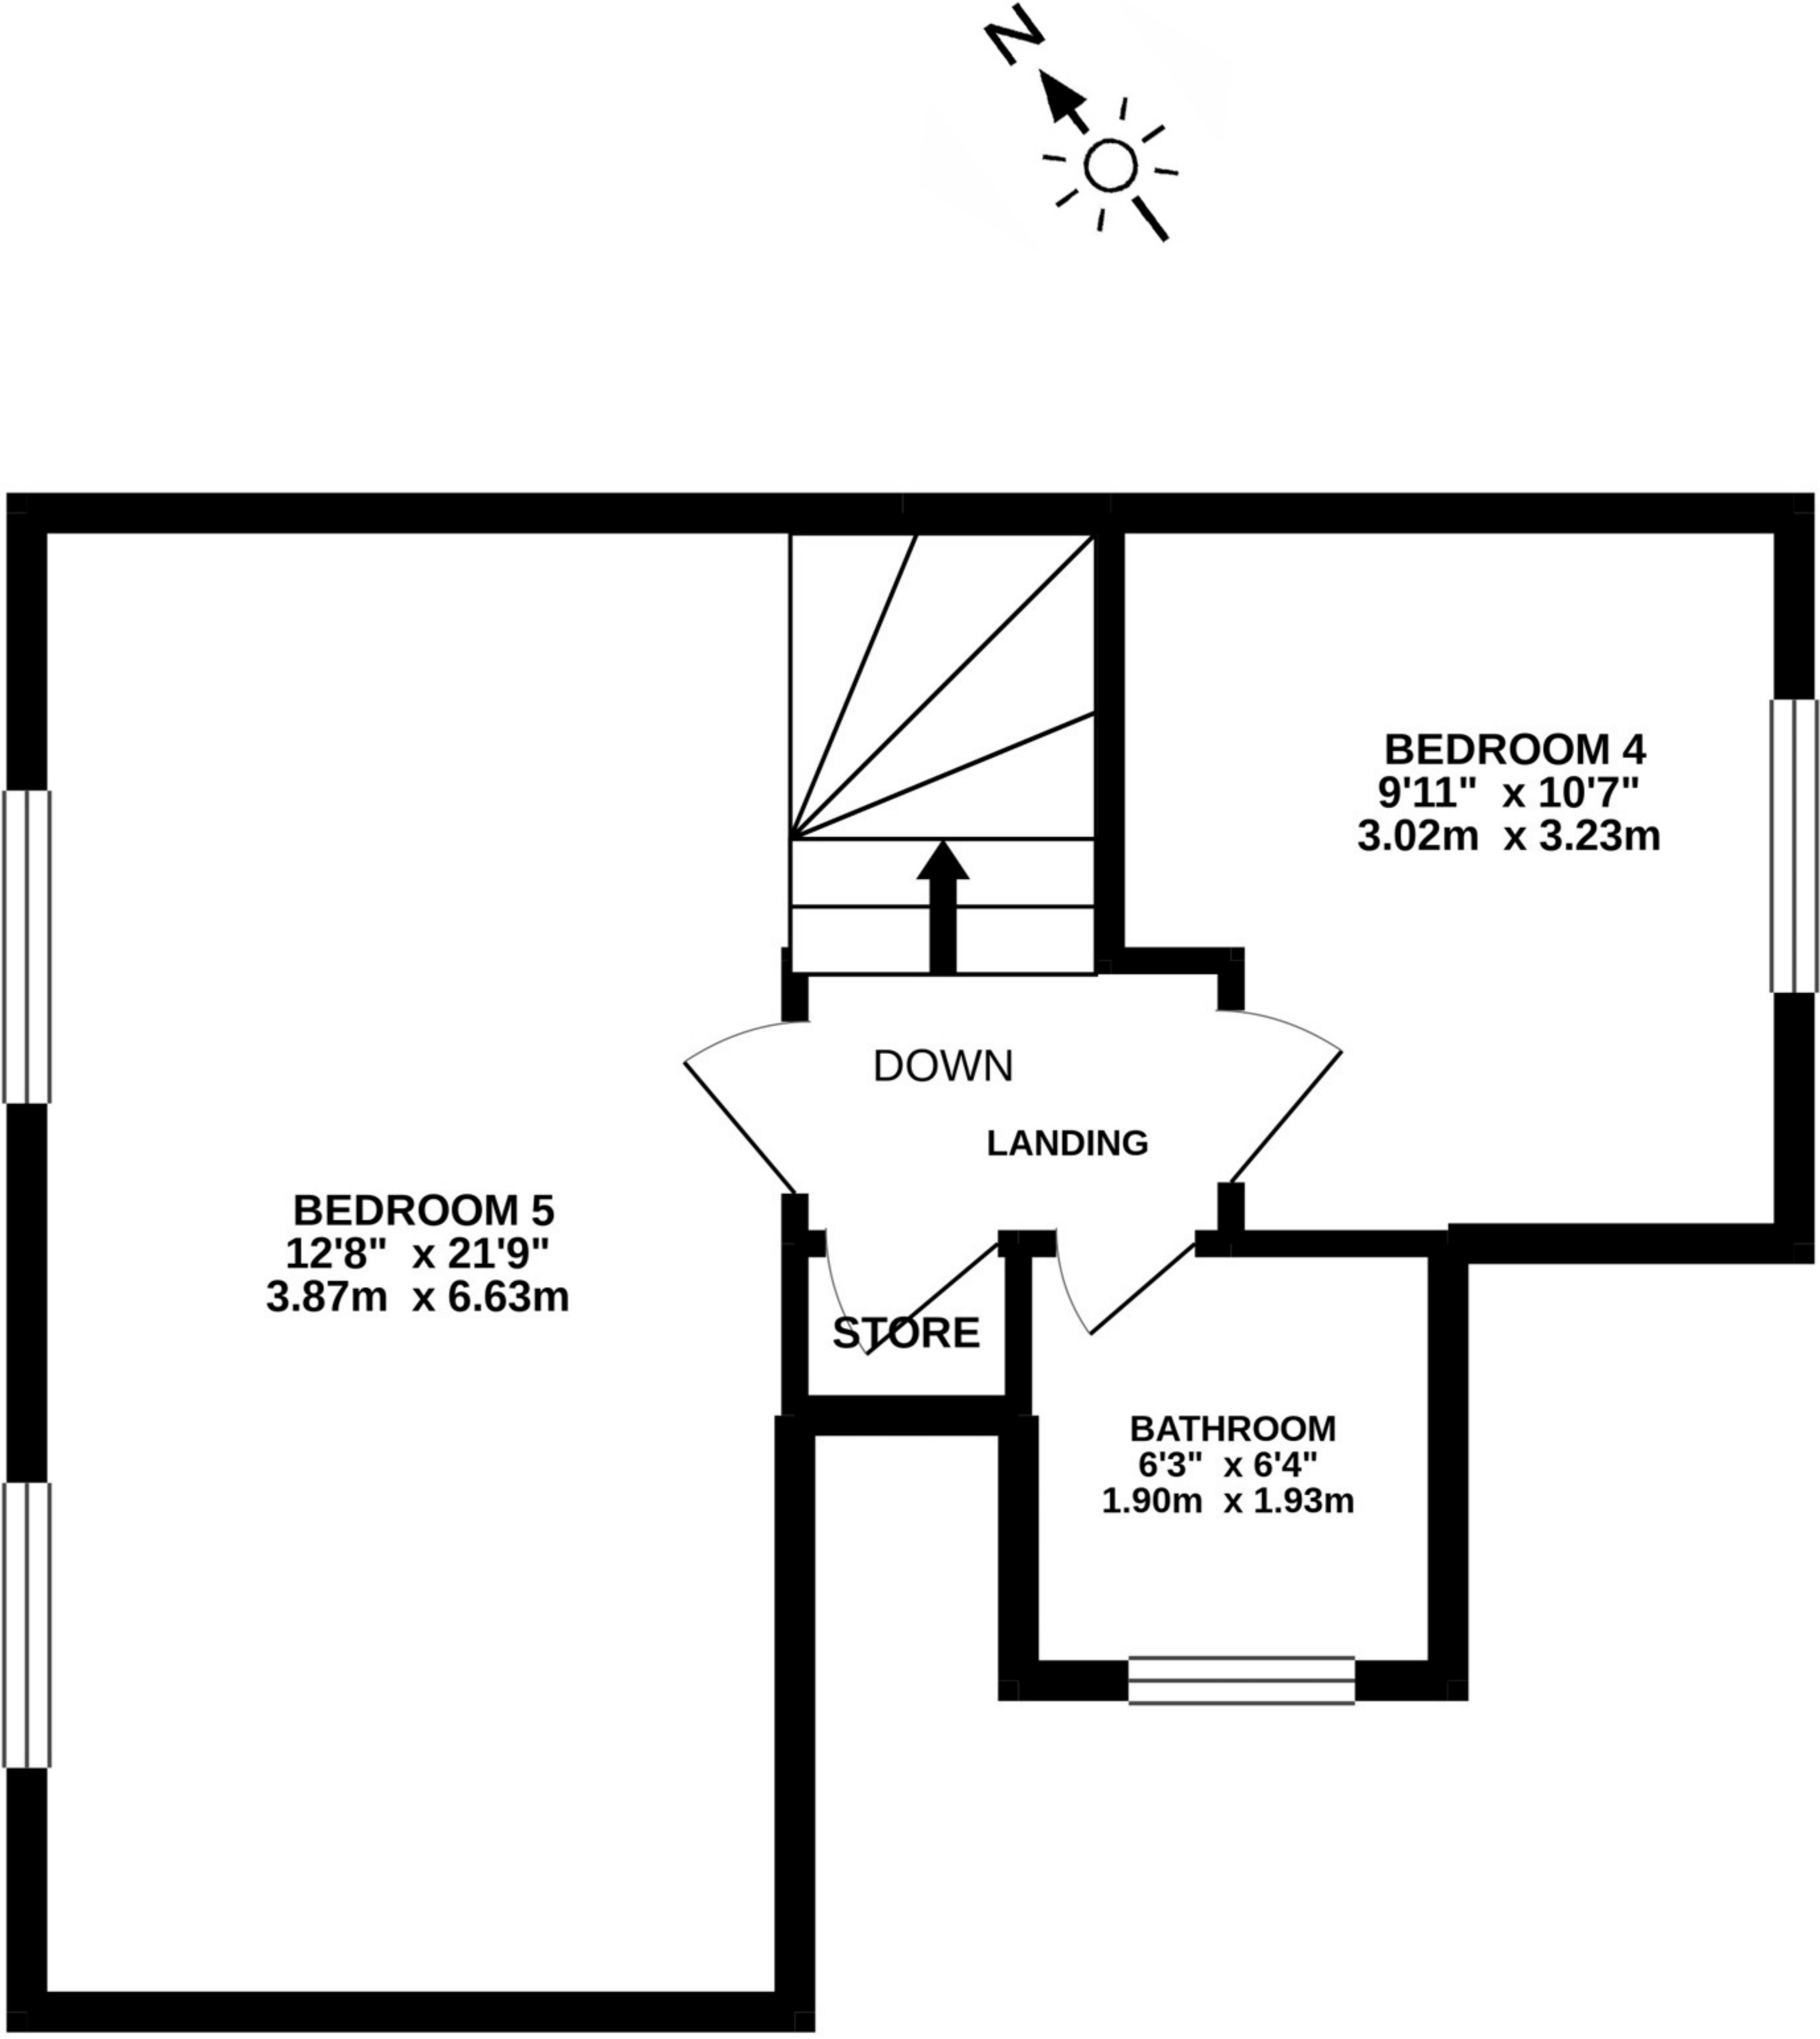 N
BEDROOM 4
9'11" x 10'7"
3.02m x 3.23m
DOWN
LANDING
BEDROOM 5
12'8" x 21'9"
3.87m x 6.63m
STORE
BATHROOM
6'3" x 6'4"
1.90m x 1.93m